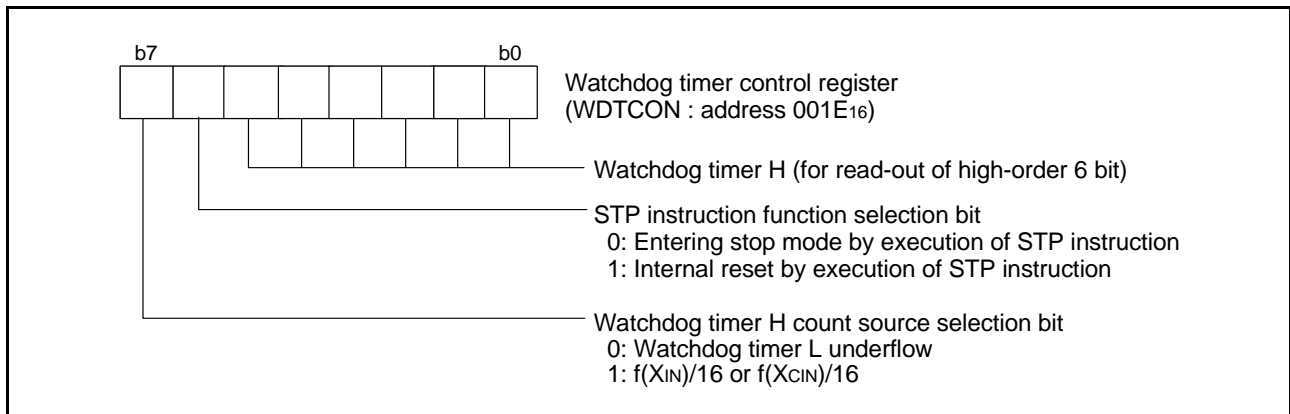 b7 b0
Watchdog timer control register
(WDTCON : address 001E16)
Watchdog timer H (for read-out of high-order 6 bit)
STP instruction function selection bit
0: Entering stop mode by execution of STP instruction
1: Internal reset by execution of STP instruction
Watchdog timer H count source selection bit
0: Watchdog timer L underflow
1: f(XIN)/16 or f(XCIN)/16